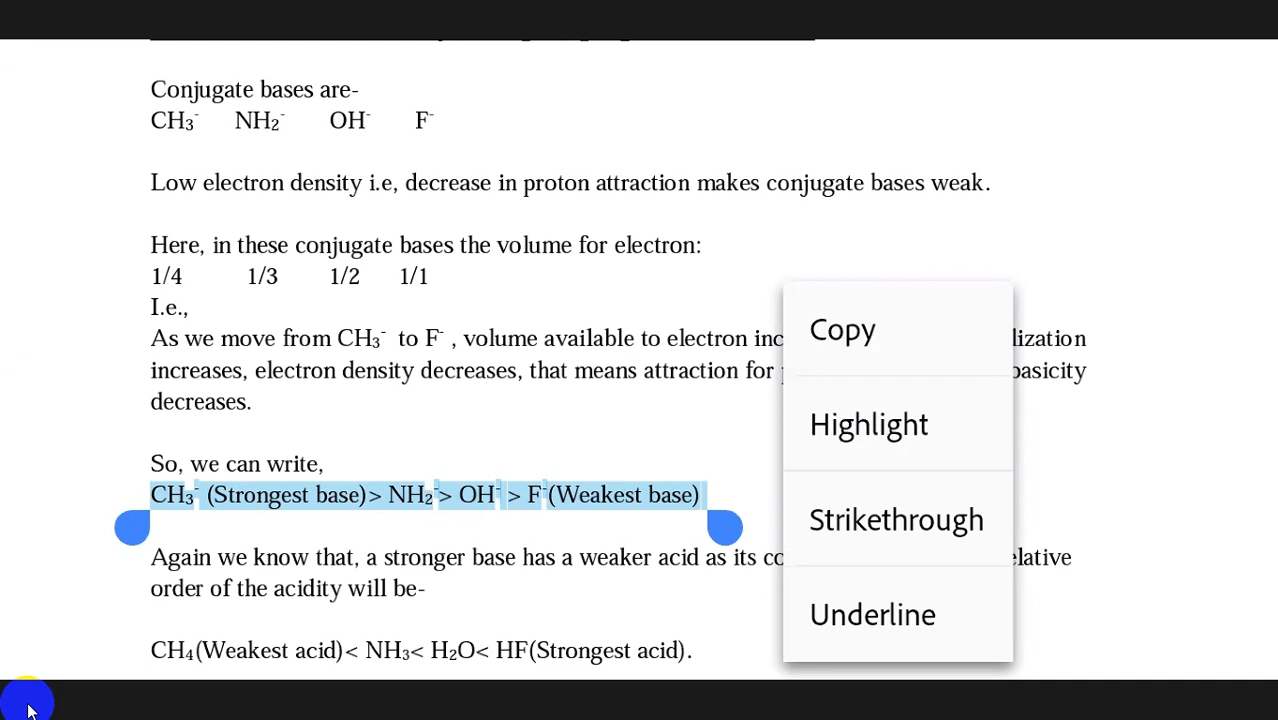 Conjugate bases are-
CH₃⁻ NH₂⁻ OH⁻ F⁻
Low electron density i.e, decrease in proton attraction makes conjugate bases weak.
Here, in these conjugate bases the volume for electron:
1/4 1/3 1/2 1/1
I.e.,
As we move from CH₃⁻ to F⁻ , volume available to electron lization
increases, electron density decreases, that means attraction for basicity
decreases.
So, we can write,
CH₃⁻ (Strongest base)> NH₂⁻> OH⁻ > F⁻(Weakest base)
Again we know that, a stronger base has a weaker acid as its elative
order of the acidity will be-
CH₄(Weakest acid)< NH₃< H₂O< HF(Strongest acid).
Copy
Highlight
Strikethrough
Underline